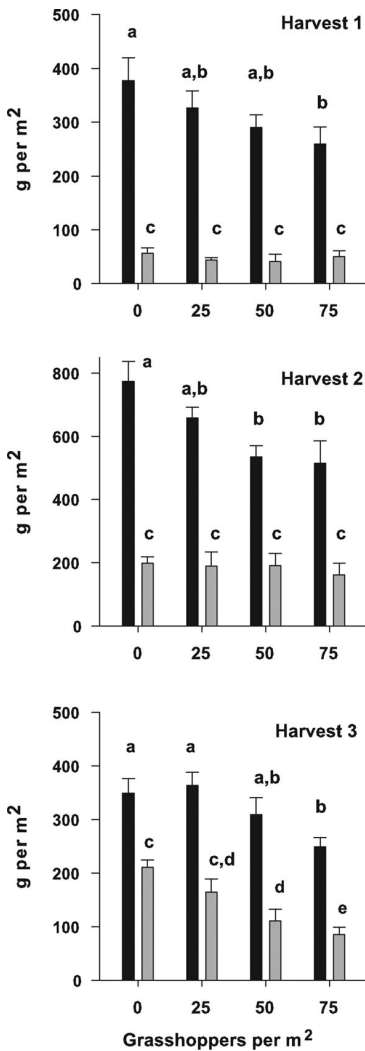 500
Harvest 1
a
400
a,b
a,b
b
300
g per m²
200
100
c
c
c
c
0
0 25 50 75
800
a
Harvest 2
a,b
600
b
b
g per m²
400
c
c
c
c
200
0
0 25 50 75
500
Harvest 3
a
a
400
a,b
b
300
g per m²
c
200
c,d
d
100
e
0
0 25 50 75
Grasshoppers per m²